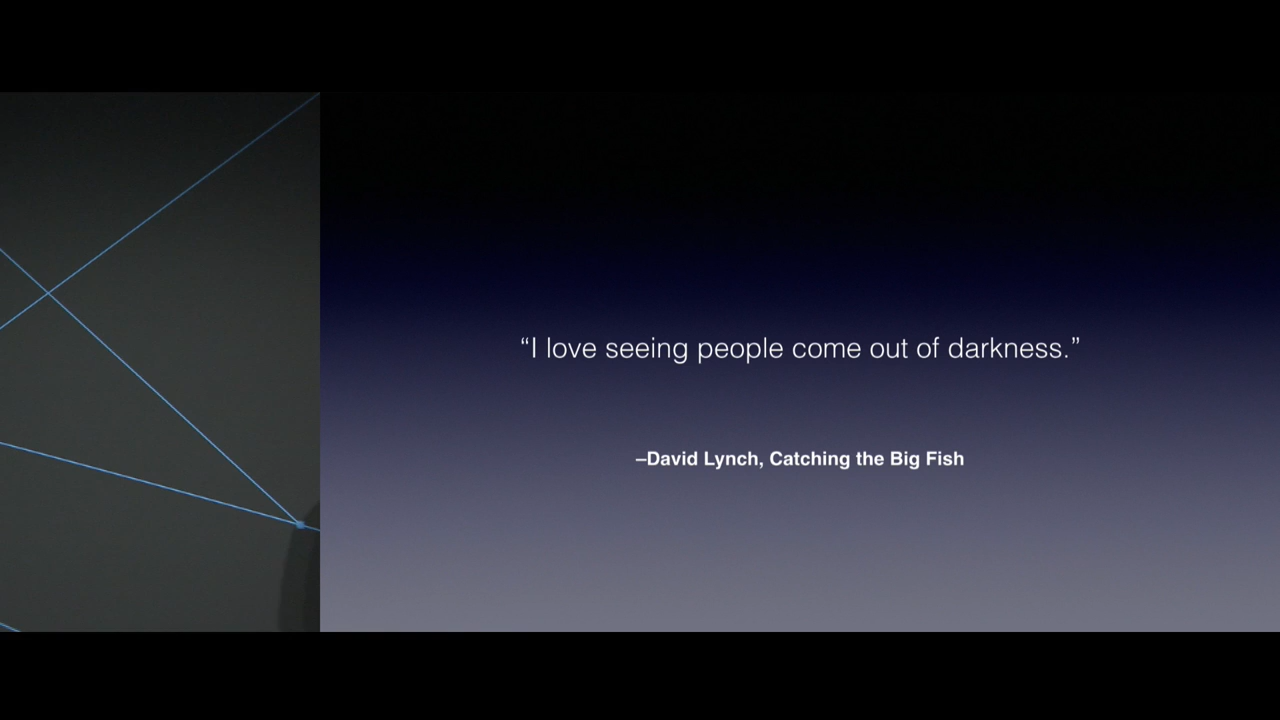 “I love seeing people come out of darkness.”
–David Lynch, Catching the Big Fish